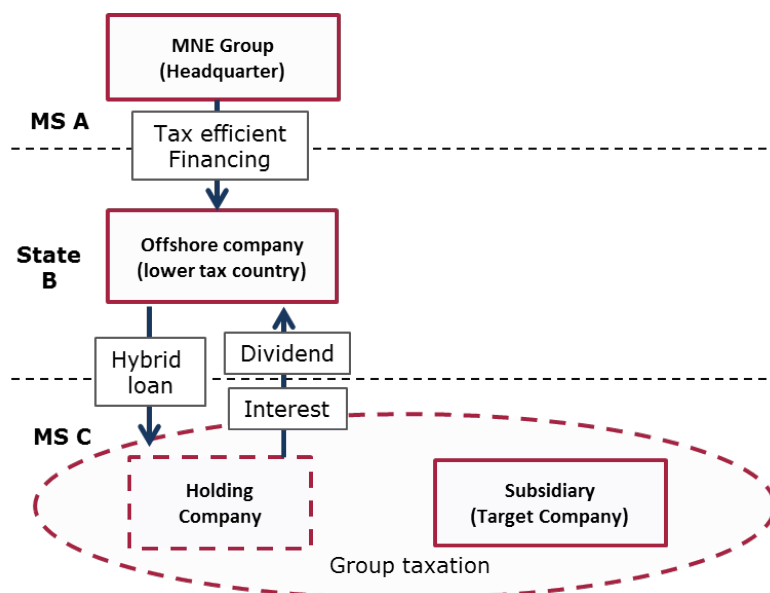 MNE Group
(Headquarter)
MS A
Tax efficient
Financing
Offshore company
(lower tax country)
State
B
Hybrid
loan
Dividend
Interest
MS C
Holding
Company
Subsidiary
(Target Company)
Group taxation